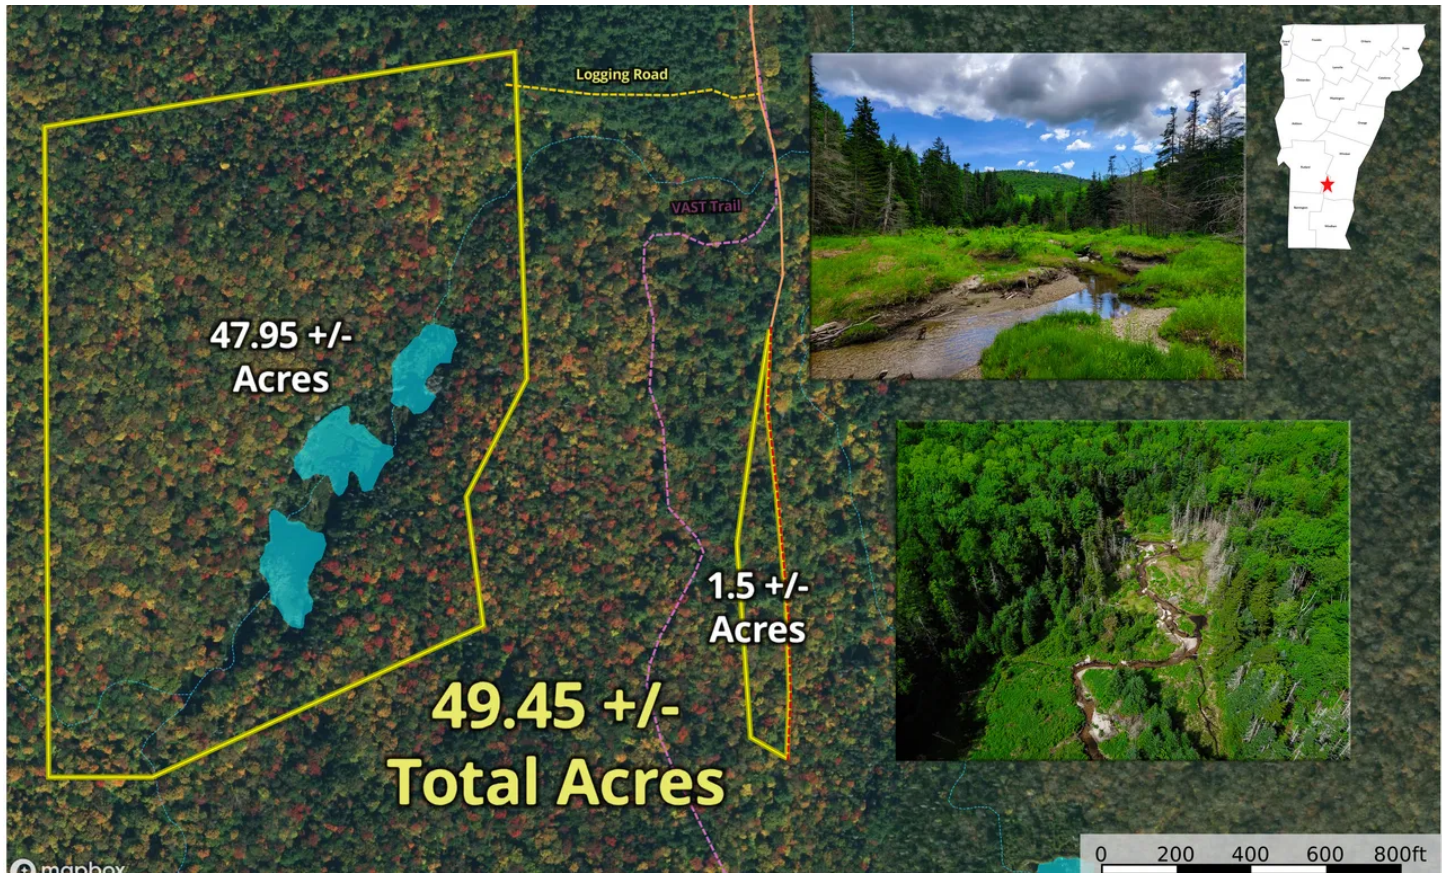 Logging Road
VAST Trail
47.95 +/-
Acres
1.5 +/-
Acres
49.45 +/-
Total Acres
mapbox
0 200 400 600 800ft